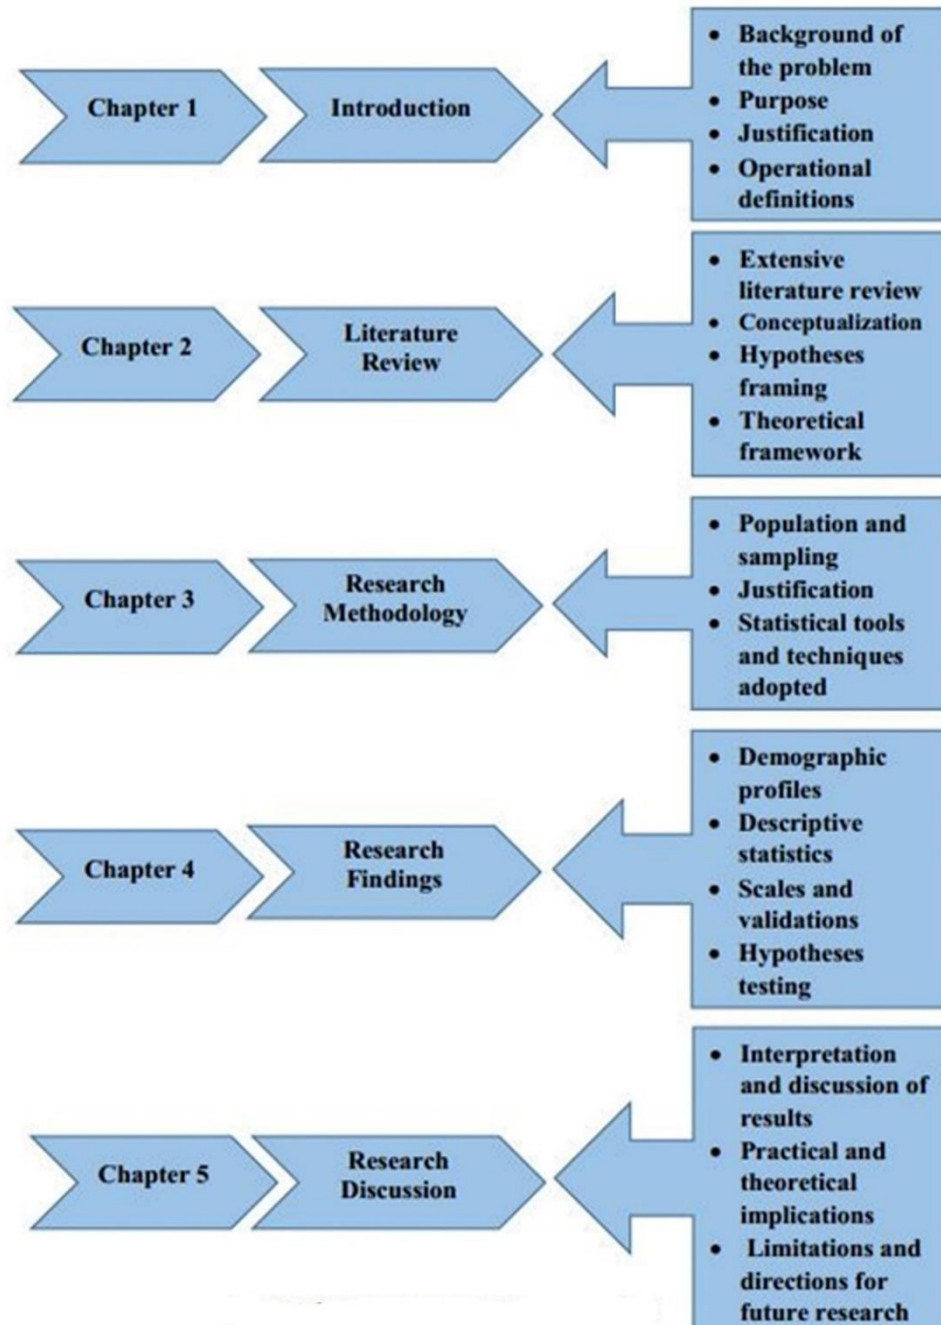 Chapter 1
Introduction
• Background of
the problem
• Purpose
• Justification
• Operational
definitions
Chapter 2
Literature
Review
• Extensive
literature review
• Conceptualization
• Hypotheses
framing
• Theoretical
framework
Chapter 3
Research
Methodology
• Population and
sampling
• Justification
• Statistical tools
and techniques
adopted
Chapter 4
Research
Findings
• Demographic
profiles
• Descriptive
statistics
• Scales and
validations
• Hypotheses
testing
Chapter 5
Research
Discussion
• Interpretation
and discussion of
results
• Practical and
theoretical
implications
• Limitations and
directions for
future research